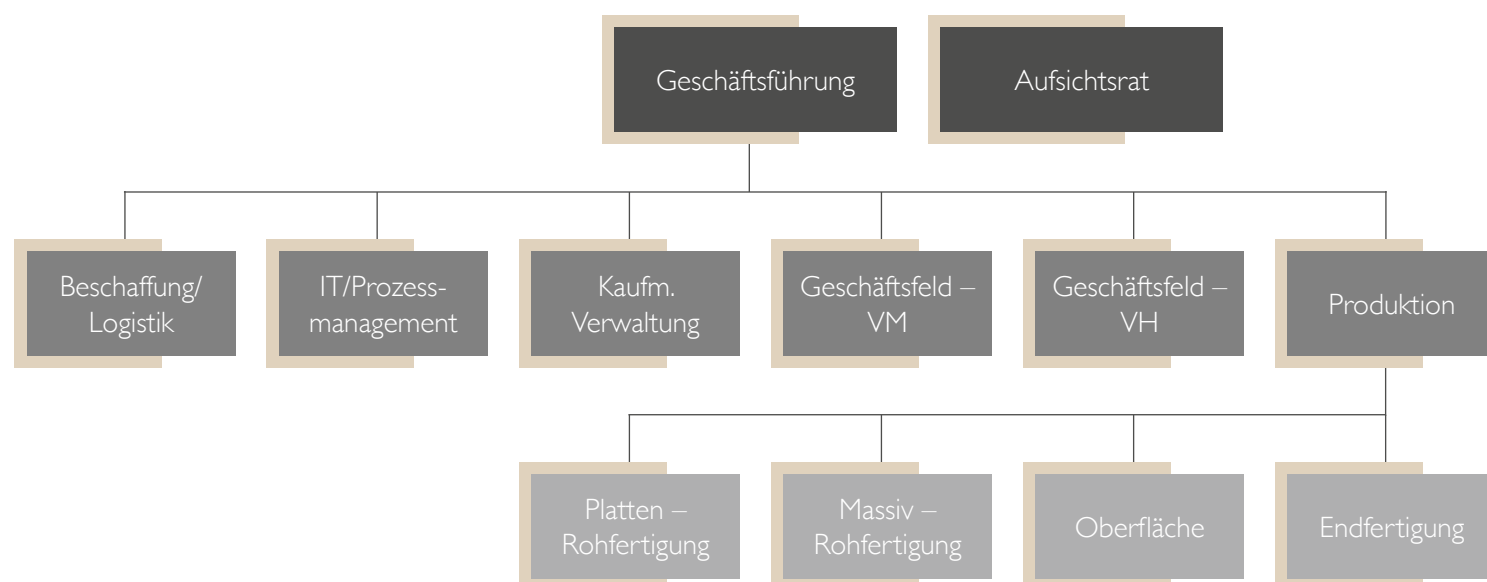 Geschäftsführung
Aufsichtsrat
Beschaffung/
Logistik
IT/Prozess-
management
Kaufm.
Verwaltung
Geschäftsfeld –
VM
Geschäftsfeld –
VH
Produktion
Platten –
Rohfertigung
Massiv –
Rohfertigung
Oberfläche
Endfertigung